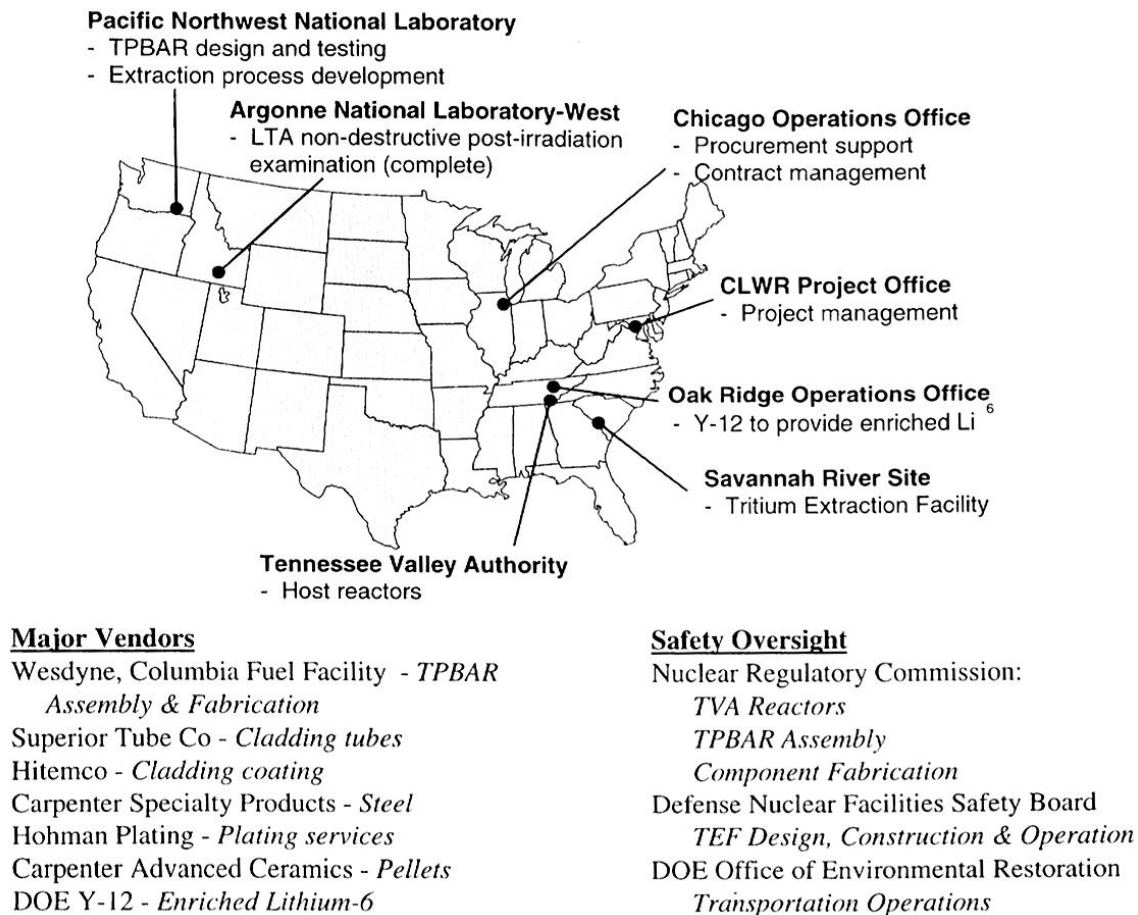 Pacific Northwest National Laboratory
- TPBAR design and testing
- Extraction process development
Argonne National Laboratory-West
- LTA non-destructive post-irradiation
examination (complete)
Chicago Operations Office
- Procurement support
- Contract management
CLWR Project Office
- Project management
Oak Ridge Operations Office
- Y-12 to provide enriched Li 6
Savannah River Site
- Tritium Extraction Facility
Tennessee Valley Authority
- Host reactors
Major Vendors
Wesdyne, Columbia Fuel Facility - TPBAR
Assembly & Fabrication
Superior Tube Co - Cladding tubes
Hitemco - Cladding coating
Carpenter Specialty Products - Steel
Hohman Plating - Plating services
Carpenter Advanced Ceramics - Pellets
DOE Y-12 - Enriched Lithium-6
Safety Oversight
Nuclear Regulatory Commission:
TVA Reactors
TPBAR Assembly
Component Fabrication
Defense Nuclear Facilities Safety Board
TEF Design, Construction & Operation
DOE Office of Environmental Restoration
Transportation Operations